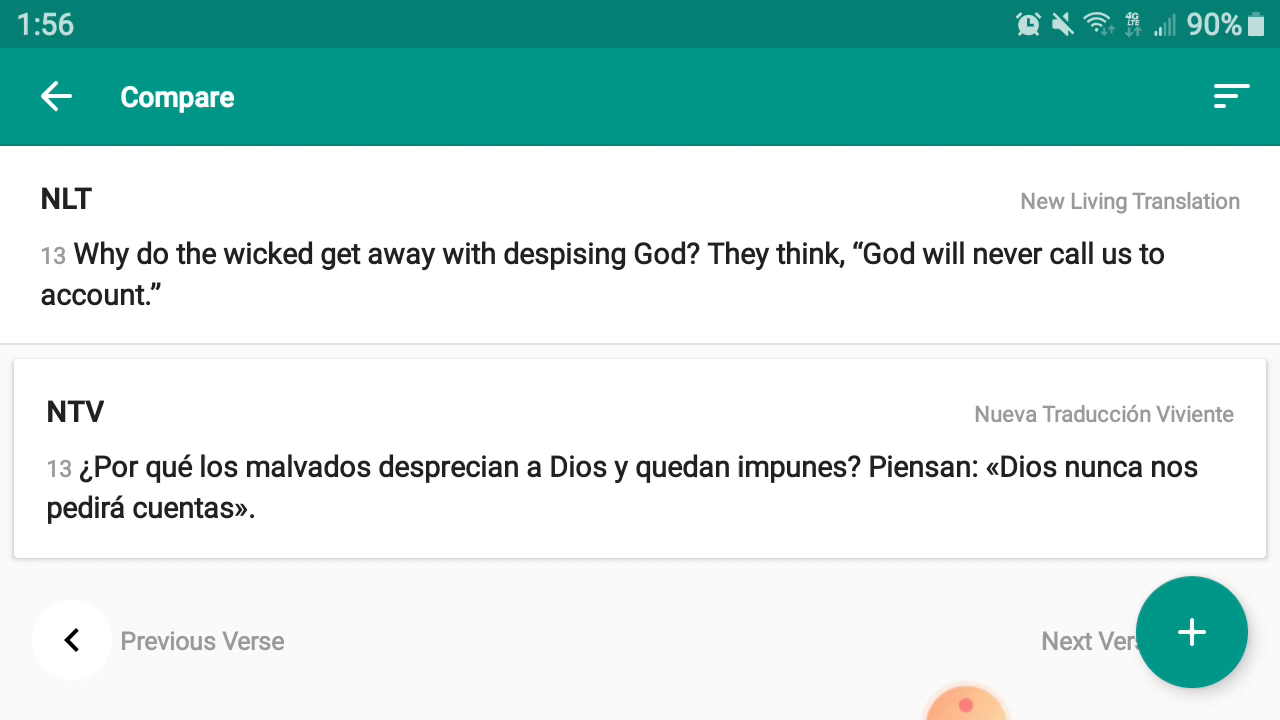 1:56
4G LTE 90%
Compare
NLT
New Living Translation
13 Why do the wicked get away with despising God? They think, “God will never call us to
account.”
NTV
Nueva Traducción Viviente
13 ¿Por qué los malvados desprecian a Dios y quedan impunes? Piensan: «Dios nunca nos
pedirá cuentas».
Previous Verse
Next